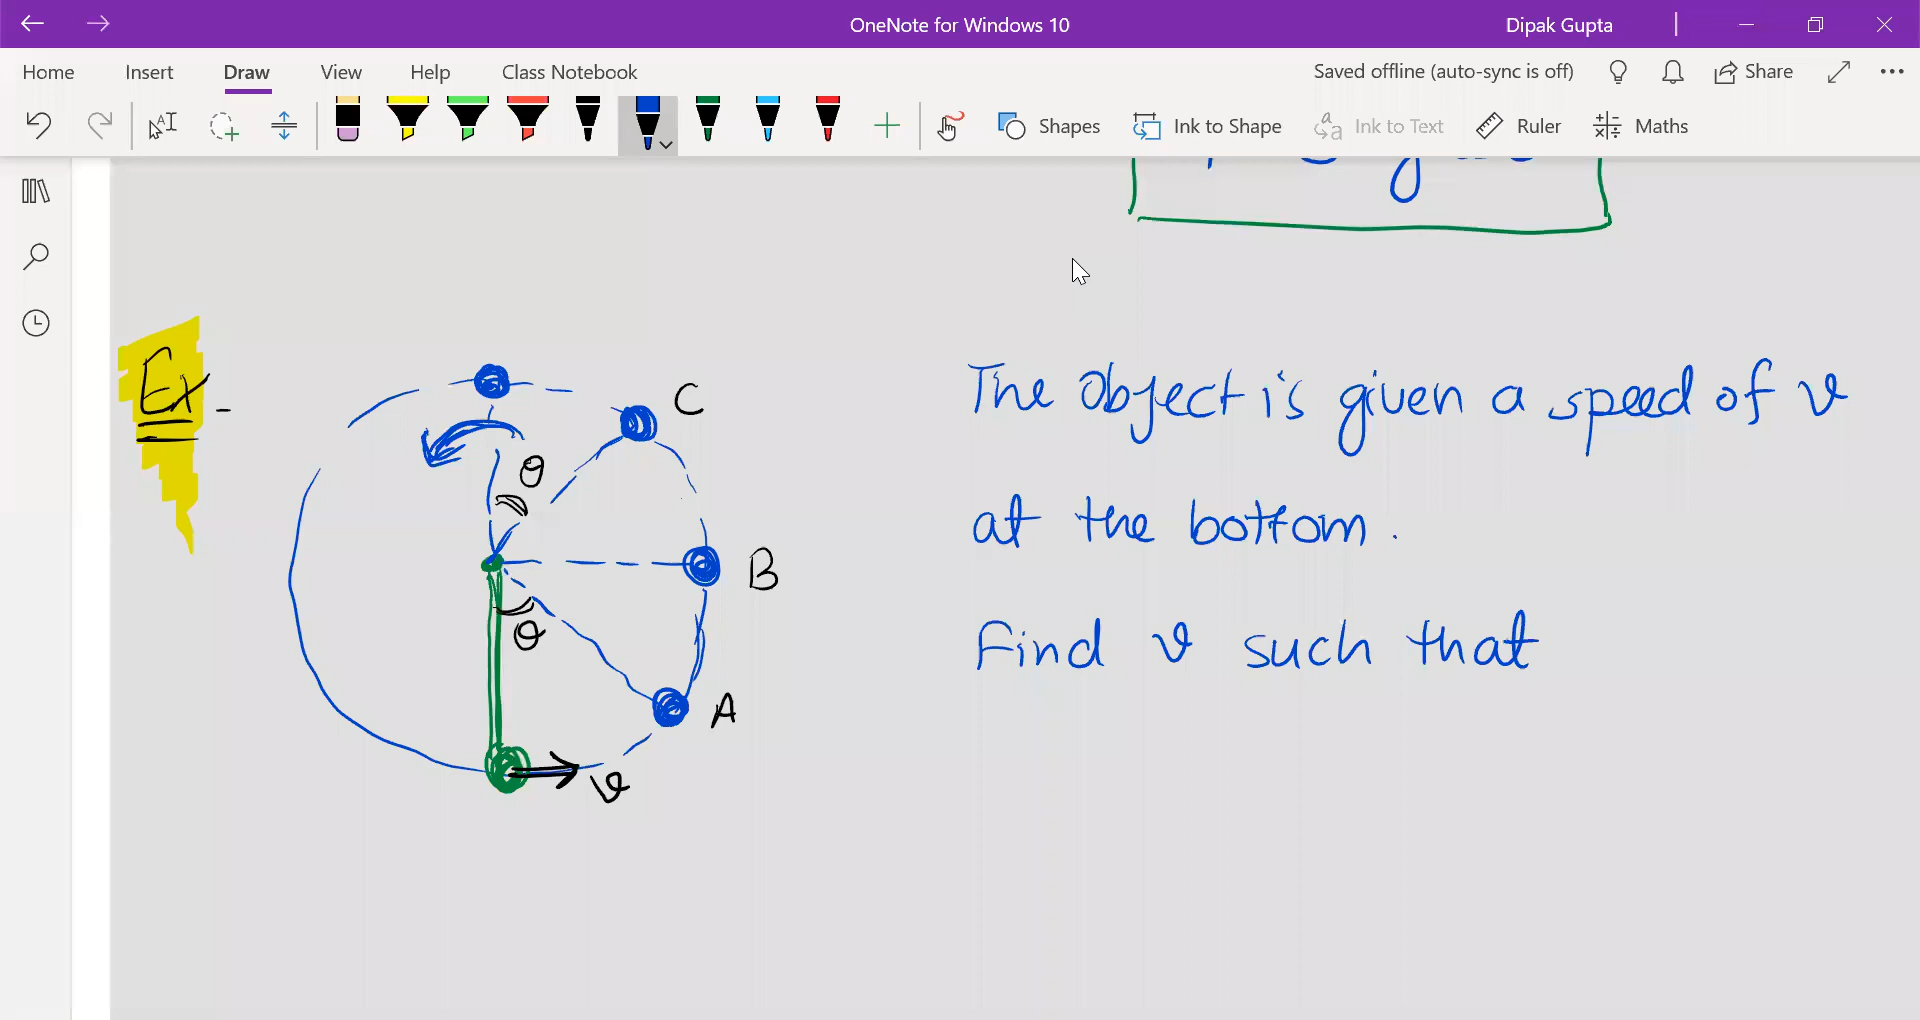 OneNote for Windows 10
Dipak Gupta
Home Insert Draw View Help Class Notebook
Saved offline (auto-sync is off)
Share
Shapes
Ink to Shape
Ink to Text
Ruler
Maths
Ex -
C
θ
B
θ
A
v
The Object is given a speed of v
at the bottom.
Find v such that